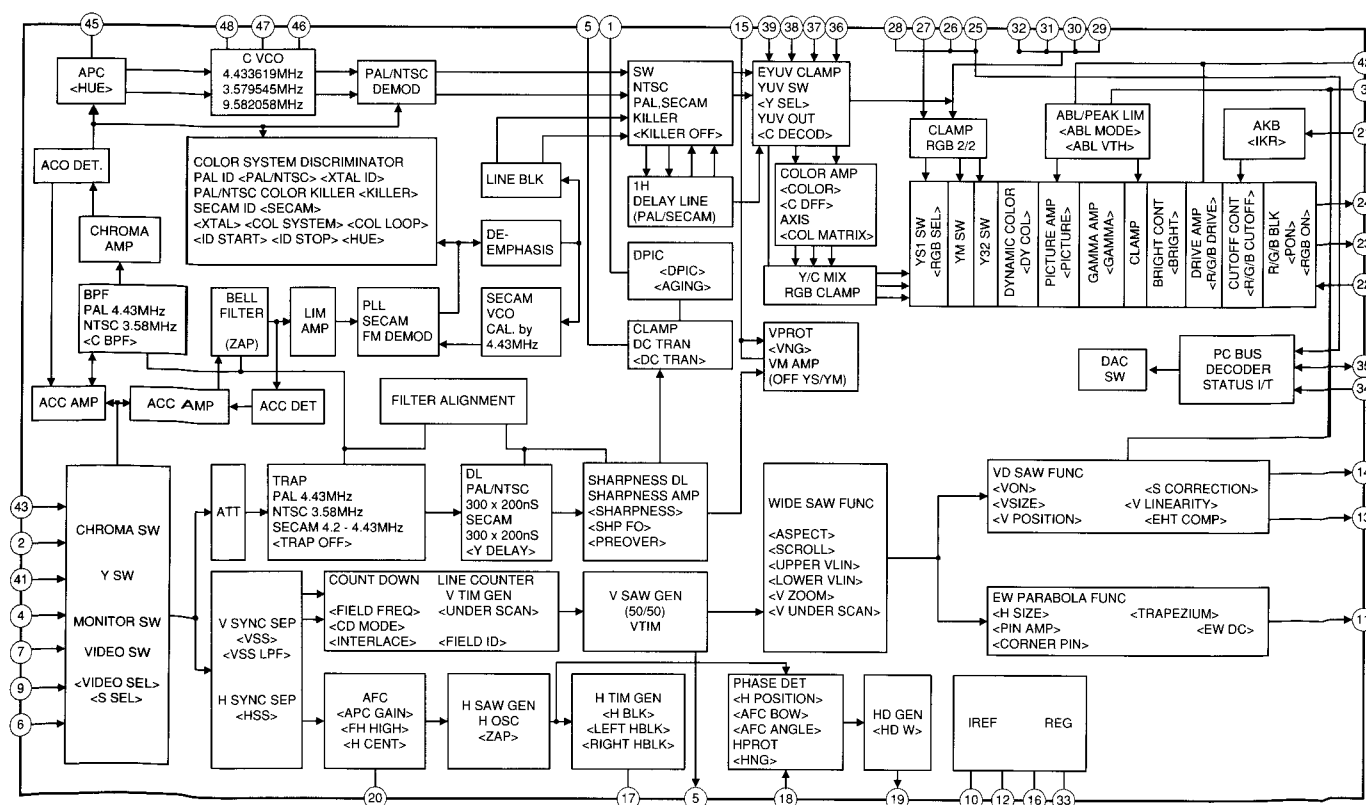 45
48
47
46
5
1
15
39
38
37
36
28
27
26
25
32
31
30
29
APC
<HUE>
C VCO
4.433619MHz
3.579545MHz
9.582058MHz
PAL/NTSC
DEMOD
SW
NTSC
PAL,SECAM
KILLER
<KILLER OFF>
EYUV CLAMP
YUV SW
<Y SEL>
YUV OUT
<C DECOD>
CLAMP
RGB 2/2
ABL/PEAK LIM
<ABL MODE>
<ABL VTH>
AKB
<IKR>
42
3
21
ACO DET.
COLOR SYSTEM DISCRIMINATOR
PAL ID <PAL/NTSC> <XTAL ID>
PAL/NTSC COLOR KILLER <KILLER>
SECAM ID <SECAM>
<XTAL> <COL SYSTEM> <COL LOOP>
<ID START> <ID STOP> <HUE>
LINE BLK
1H
DELAY LINE
(PAL/SECAM)
COLOR AMP
<COLOR>
<C DFF>
AXIS
<COL MATRIX>
YS1 SW
<RGB SEL>
YM SW
Y32 SW
DYNAMIC COLOR
<DY COL>
PICTURE AMP
<PICTURE>
GAMMA AMP
<GAMMA>
CLAMP
BRIGHT CONT
<BRIGHT>
DRIVE AMP
<R/G/B DRIVE>
CUTOFF CONT
<R/G/B CUTOFF>
R/G/B BLK
<PON>
<RGB ON>
24
23
22
CHROMA
AMP
DE-
EMPHASIS
DPIC
<DPIC>
<AGING>
Y/C MIX
RGB CLAMP
BPF
PAL 4.43MHz
NTSC 3.58MHz
<C BPF>
BELL
FILTER
(ZAP)
LIM
AMP
PLL
SECAM
FM DEMOD
SECAM
VCO
CAL. by
4.43MHz
CLAMP
DC TRAN
<DC TRAN>
VPROT
<VNG>
VM AMP
(OFF YS/YM)
DAC
SW
PC BUS
DECODER
STATUS I/T
35
34
ACC AMP
ACC AMP
ACC DET
FILTER ALIGNMENT
43
2
41
4
7
9
6
CHROMA SW
Y SW
MONITOR SW
VIDEO SW
<VIDEO SEL>
<S SEL>
ATT
TRAP
PAL 4.43MHz
NTSC 3.58MHz
SECAM 4.2 - 4.43MHz
<TRAP OFF>
DL
PAL/NTSC
300 x 200nS
SECAM
300 x 200nS
<Y DELAY>
SHARPNESS DL
SHARPNESS AMP
<SHARPNESS>
<SHP FO>
<PREOVER>
WIDE SAW FUNC
<ASPECT>
<SCROLL>
<UPPER VLIN>
<LOWER VLIN>
<V ZOOM>
<V UNDER SCAN>
VD SAW FUNC
<VON> <S CORRECTION>
<VSIZE> <V LINEARITY>
<V POSITION> <EHT COMP>
14
13
V SYNC SEP
<VSS>
<VSS LPF>
H SYNC SEP
<HSS>
COUNT DOWN LINE COUNTER
V TIM GEN
<FIELD FREQ> <UNDER SCAN>
<CD MODE>
<INTERLACE> <FIELD ID>
V SAW GEN
(50/50)
VTIM
EW PARABOLA FUNC
<H SIZE> <TRAPEZIUM>
<PIN AMP> <EW DC>
<CORNER PIN>
11
AFC
<APC GAIN>
<FH HIGH>
<H CENT>
H SAW GEN
H OSC
<ZAP>
H TIM GEN
<H BLK>
<LEFT HBLK>
<RIGHT HBLK>
PHASE DET
<H POSITION>
<AFC BOW>
<AFC ANGLE>
HPROT
<HNG>
HD GEN
<HD W>
IREF REG
20
17
5
18
19
10
12
16
33